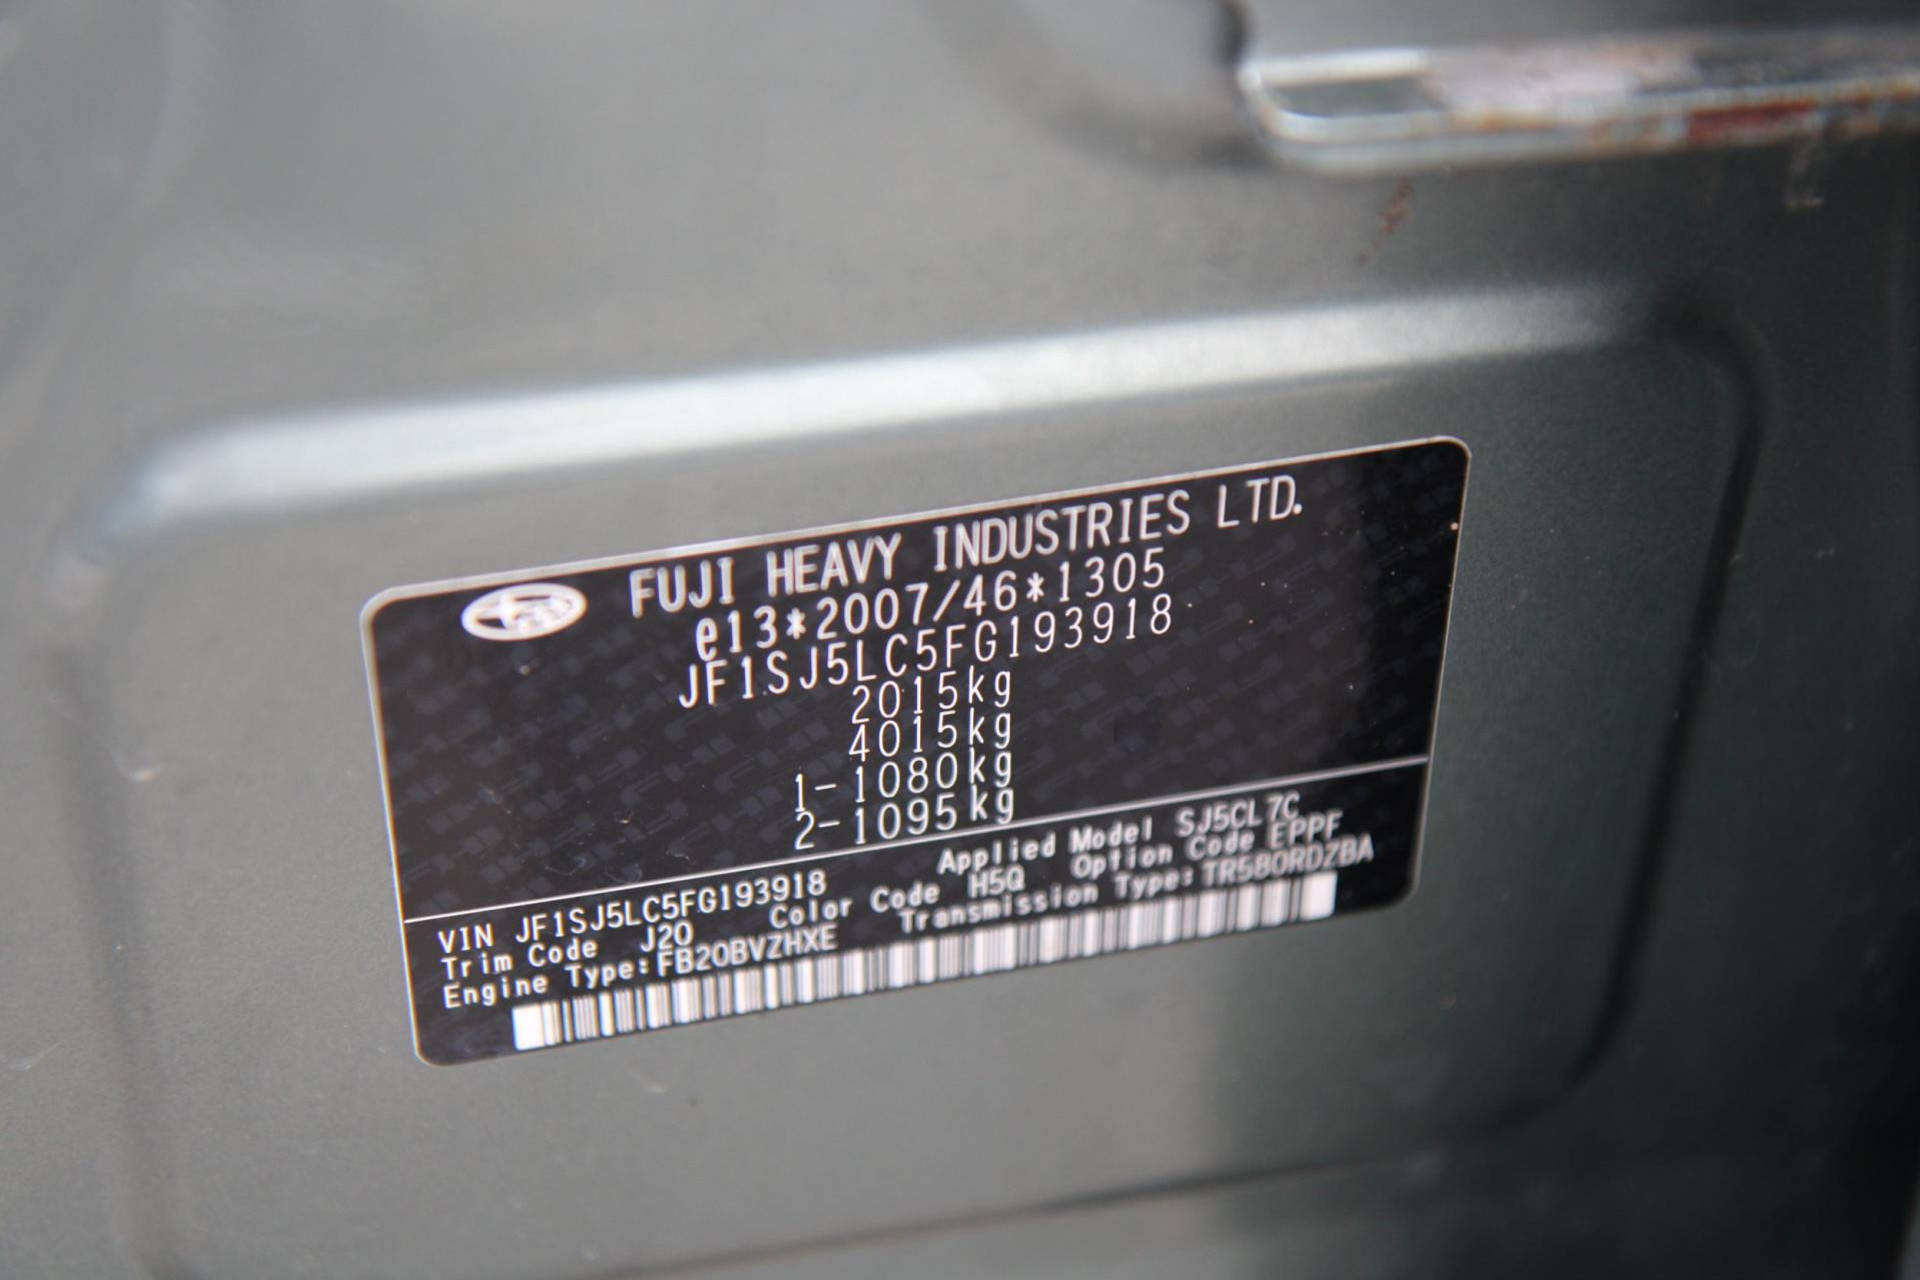 FUJI HEAVY INDUSTRIES LTD.
e13*2007/46*1305
JF1SJ5LC5FG193918
2015kg
4015kg
1-1080kg
2-1095kg
VIN JF1SJ5LC5FG193918 Applied Model SJ5CL7C
Trim Code J20 Color Code H5Q Option Code EPPF
Engine Type:FB20BVZHXE Transmission Type:TR580RDZBA